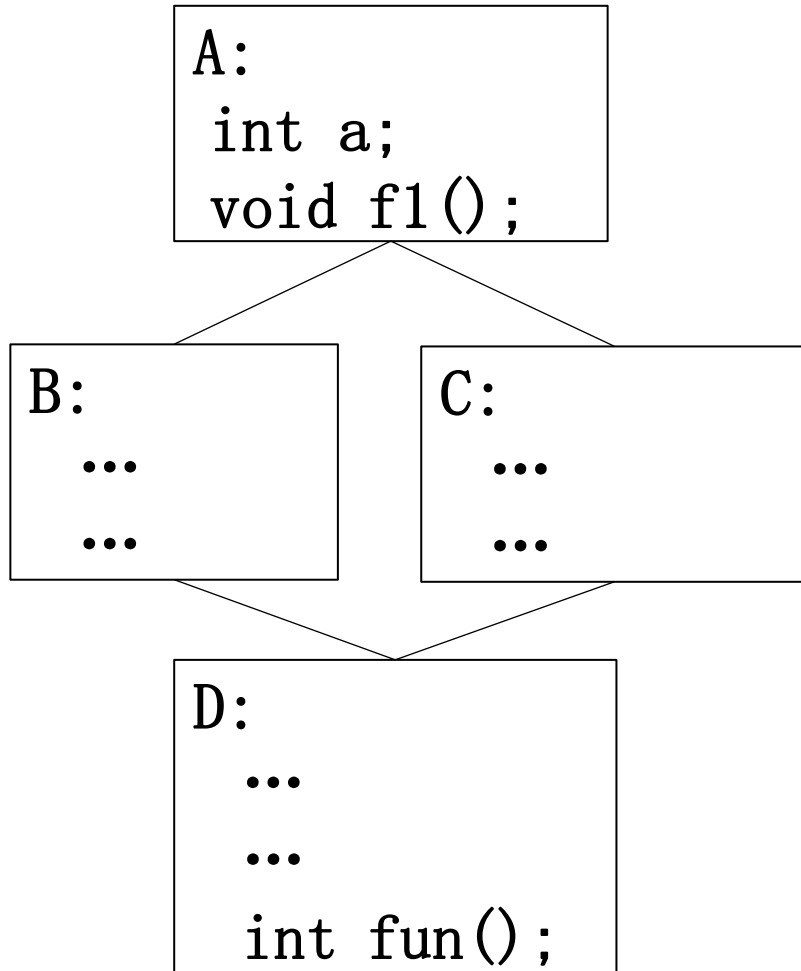 A:
int a;
void f1();
B:
…
…
C:
…
…
D:
…
…
int fun();